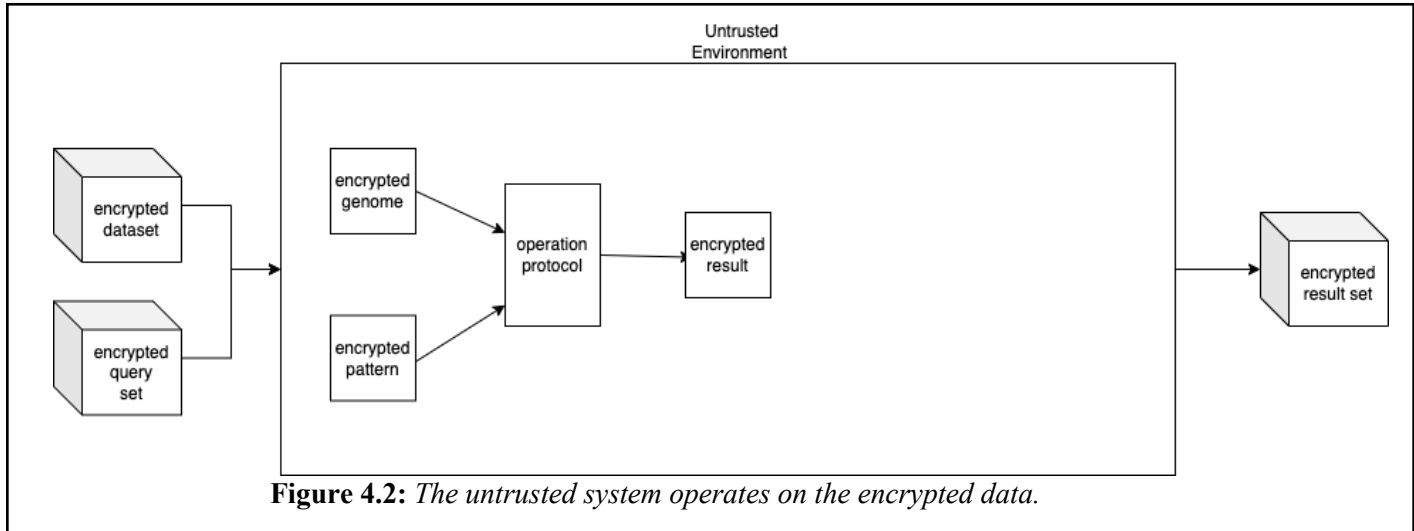 Untrusted
Environment
encrypted
dataset
encrypted
query
set
encrypted
genome
encrypted
pattern
operation
protocol
encrypted
result
encrypted
result set
Figure 4.2: The untrusted system operates on the encrypted data.